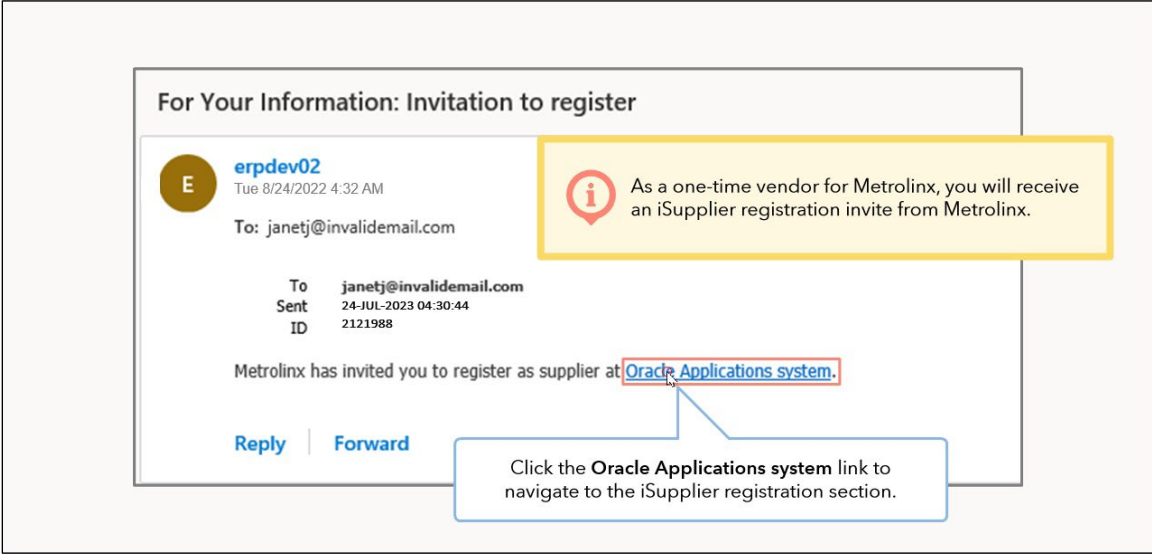 For Your Information: Invitation to register
E
erpdev02
Tue 8/24/2022 4:32 AM
To: janetj@invalidemail.com
i
As a one-time vendor for Metrolinx, you will receive
an iSupplier registration invite from Metrolinx.
To janetj@invalidemail.com
Sent 24-JUL-2023 04:30:44
ID 2121988
Metrolinx has invited you to register as supplier at Oracle Applications system.
Reply Forward
Click the Oracle Applications system link to
navigate to the iSupplier registration section.